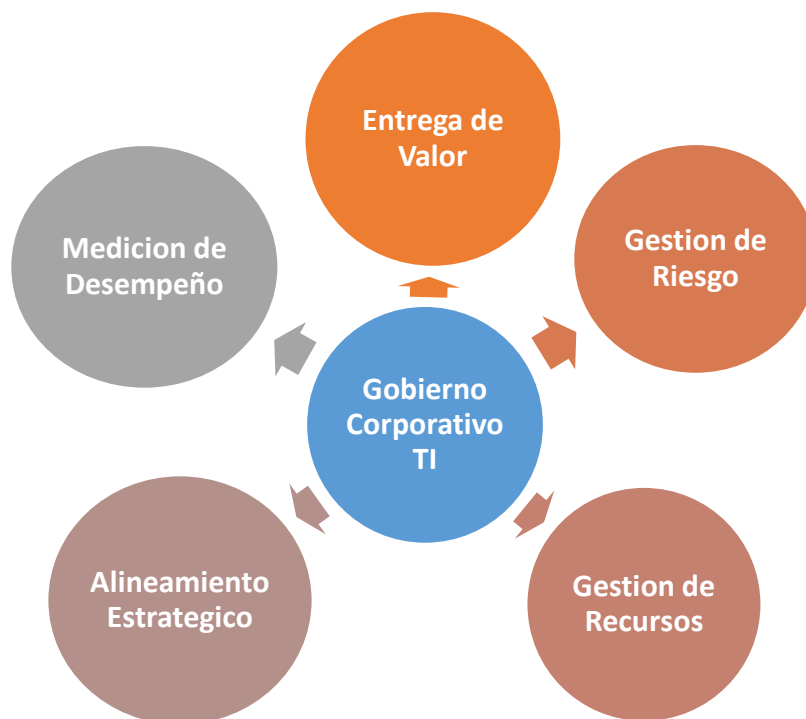 Entrega de
Valor
Medicion de
Desempeño
Gestion de
Riesgo
Gobierno
Corporativo
TI
Alineamiento
Estrategico
Gestion de
Recursos